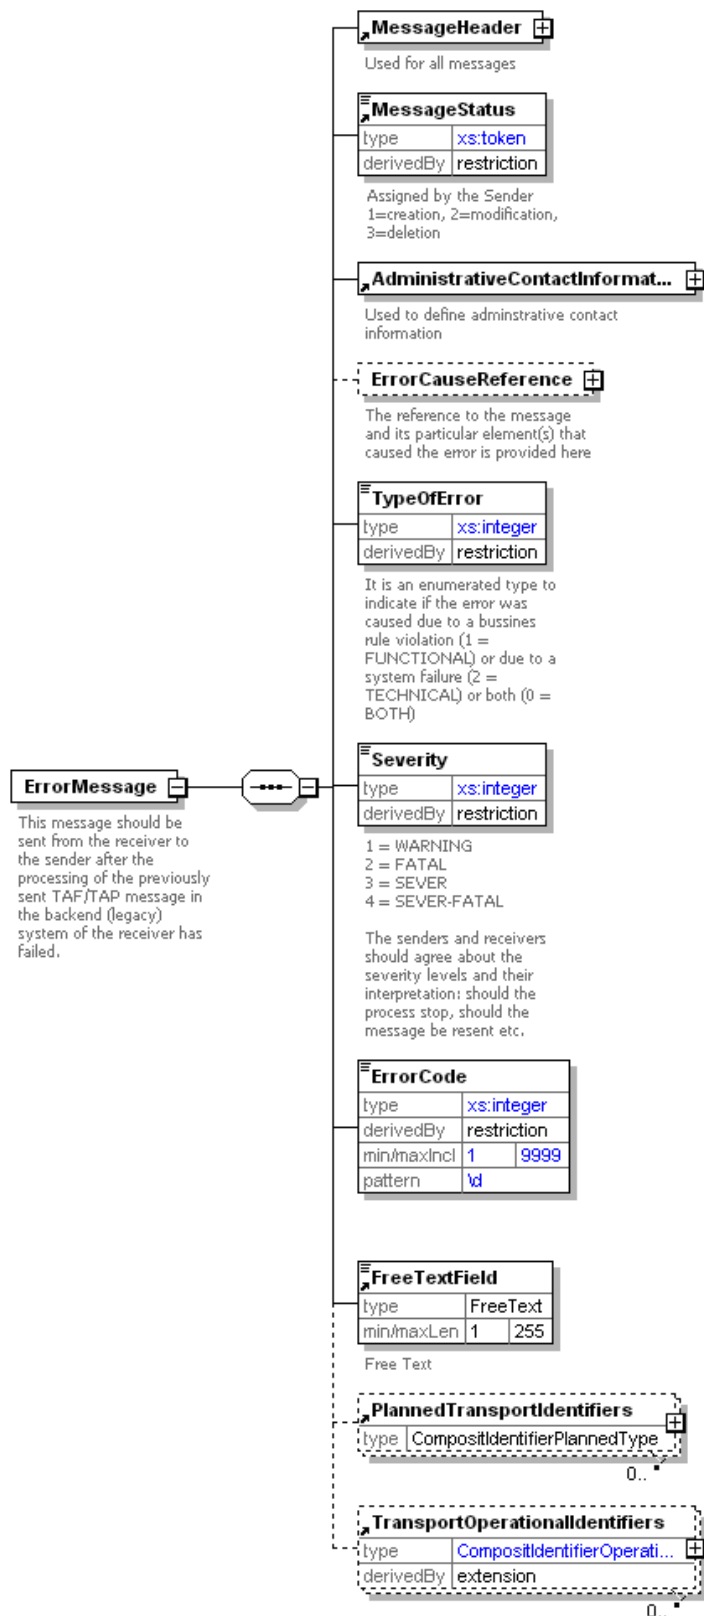 MessageHeader
Used for all messages
MessageStatus
type xs:token
derivedBy restriction
Assigned by the Sender
1=creation, 2=modification,
3=deletion
AdministrativeContactInformat...
Used to define adminstrative contact
information
ErrorCauseReference
The reference to the message
and its particular element(s) that
caused the error is provided here
TypeOfError
type xs:integer
derivedBy restriction
It is an enumerated type to
indicate if the error was
caused due to a bussines
rule violation (1 =
FUNCTIONAL) or due to a
system failure (2 =
TECHNICAL) or both (0 =
BOTH)
ErrorMessage
This message should be
sent from the receiver to
the sender after the
processing of the previously
sent TAF/TAP message in
the backend (legacy)
system of the receiver has
failed.
Severity
type xs:integer
derivedBy restriction
1 = WARNING
2 = FATAL
3 = SEVER
4 = SEVER-FATAL
The senders and receivers
should agree about the
severity levels and their
interpretation: should the
process stop, should the
message be resent etc.
ErrorCode
type xs:integer
derivedBy restriction
min/maxIncl 1 9999
pattern \d
FreeTextField
type FreeText
min/maxLen 1 255
Free Text
PlannedTransportIdentifiers
type CompositIdentifierPlannedType
0..
TransportOperationalIdentifiers
type CompositIdentifierOperati...
derivedBy extension
0..